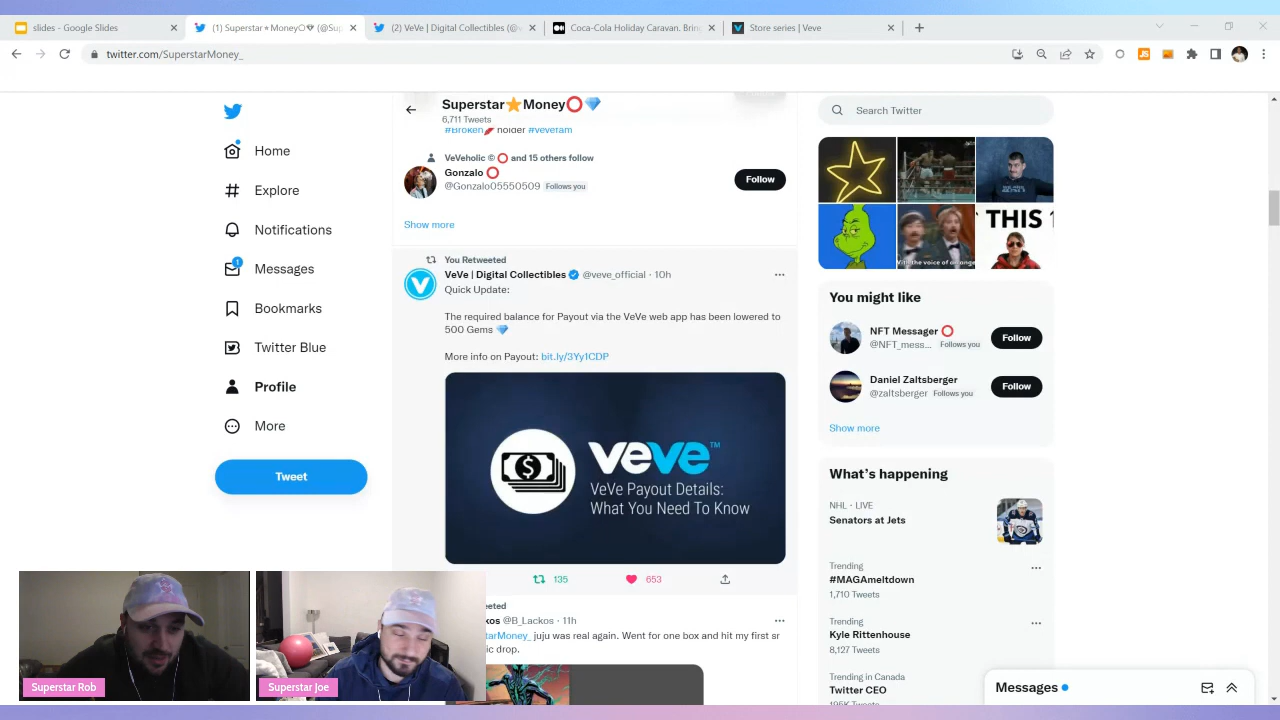 slides - Google Slides
(1) Superstar★Money
(2) VeVe | Digital Collectibles (@v
Coca-Cola Holiday Caravan. Bring
Store series | Veve
twitter.com/SuperstarMoney_
Superstar⭐Money⭕💎
6,711 Tweets
Search Twitter
Home
Explore
Notifications
1
Messages
Bookmarks
Twitter Blue
Profile
More
Tweet
#Broken🧨 holder #vevefam
VeVeholic © ⭕ and 15 others follow
Gonzalo ⭕
@Gonzalo05550509 Follows you
Follow
Show more
You Retweeted
VeVe | Digital Collectibles @veve_official · 10h
Quick Update:
The required balance for Payout via the VeVe web app has been lowered to
500 Gems 💎
More info on Payout: bit.ly/3Yy1CDP
veve™
VeVe Payout Details:
What You Need To Know
135
653
eeted
kos @B_Lackos · 11h
starMoney_ juju was real again. Went for one box and hit my first sr
ic drop.
THIS
You might like
NFT Messager ⭕
@NFT_mess... Follows you
Follow
Daniel Zaltsberger
@zaltsberger Follows you
Follow
Show more
What's happening
NHL · LIVE
Senators at Jets
Trending
#MAGAmeltdown
1,710 Tweets
Trending
Kyle Rittenhouse
8,127 Tweets
Trending in Canada
Twitter CEO
Messages
Superstar Rob
Superstar Joe